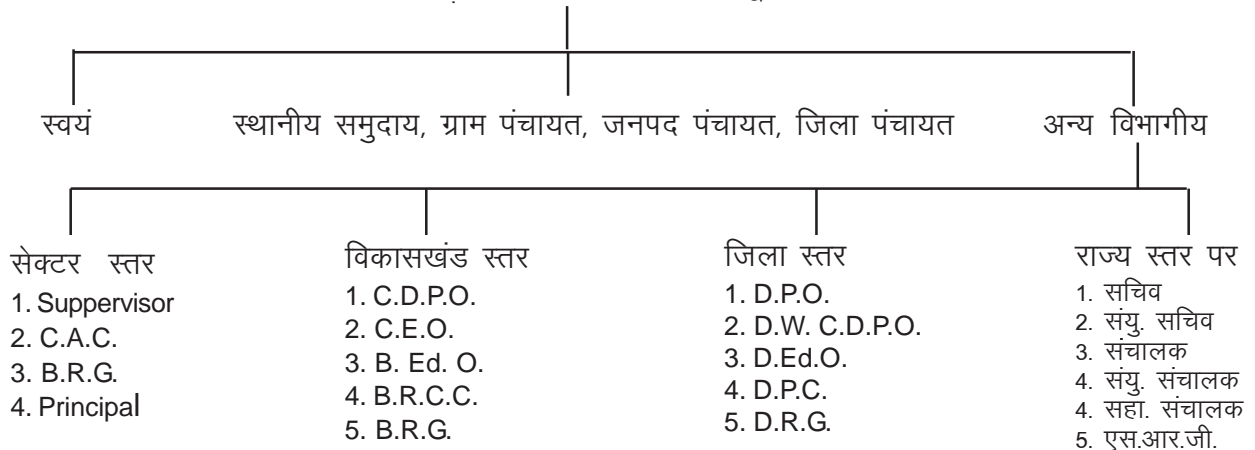 स्वयं
स्थानीय समुदाय, ग्राम पंचायत, जनपद पंचायत, जिला पंचायत
अन्य विभागीय
सेक्टर स्तर
1. Suppervisor
2. C.A.C.
3. B.R.G.
4. Principal
विकासखंड स्तर
1. C.D.P.O.
2. C.E.O.
3. B. Ed. O.
4. B.R.C.C.
5. B.R.G.
जिला स्तर
1. D.P.O.
2. D.W. C.D.P.O.
3. D.Ed.O.
4. D.P.C.
5. D.R.G.
राज्य स्तर पर
1. सचिव
2. संयु. सचिव
3. संचालक
4. संयु. संचालक
4. सहा. संचालक
5. एस.आर.जी.